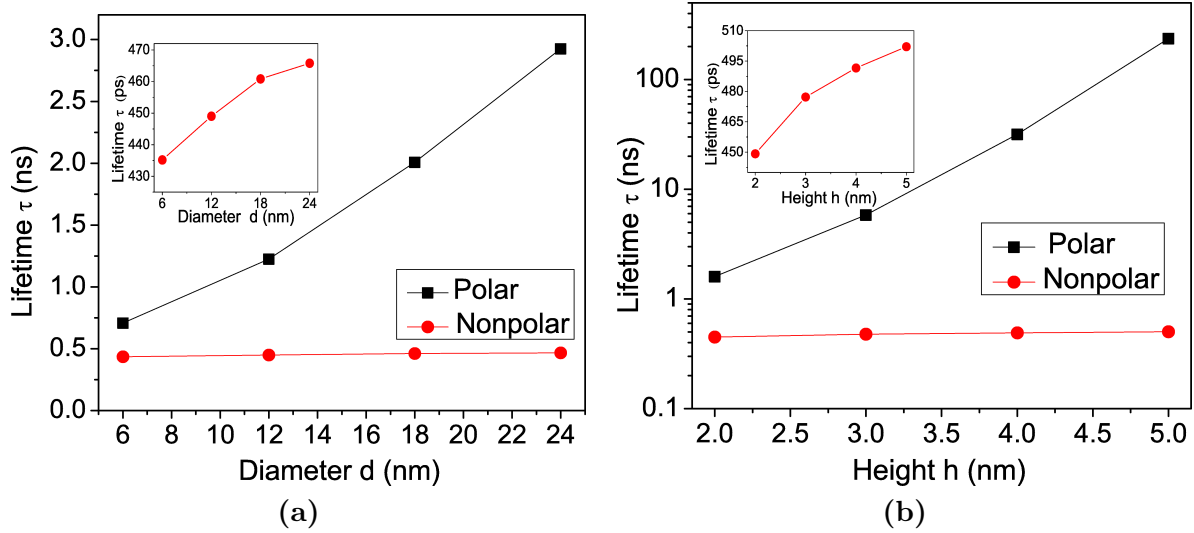 3.0
2.5
2.0
1.5
1.0
0.5
0.0
Lifetime τ (ns)
6 8 10 12 14 16 18 20 22 24
Diameter d (nm)
Polar
Nonpolar
470
460
450
440
430
Lifetime τ (ps)
6 12 18 24
Diameter d (nm)
(a)
100
10
1
0.1
Lifetime τ (ns)
2.0 2.5 3.0 3.5 4.0 4.5 5.0
Height h (nm)
Polar
Nonpolar
510
495
480
465
450
Lifetime τ (ps)
2 3 4 5
Height h (nm)
(b)